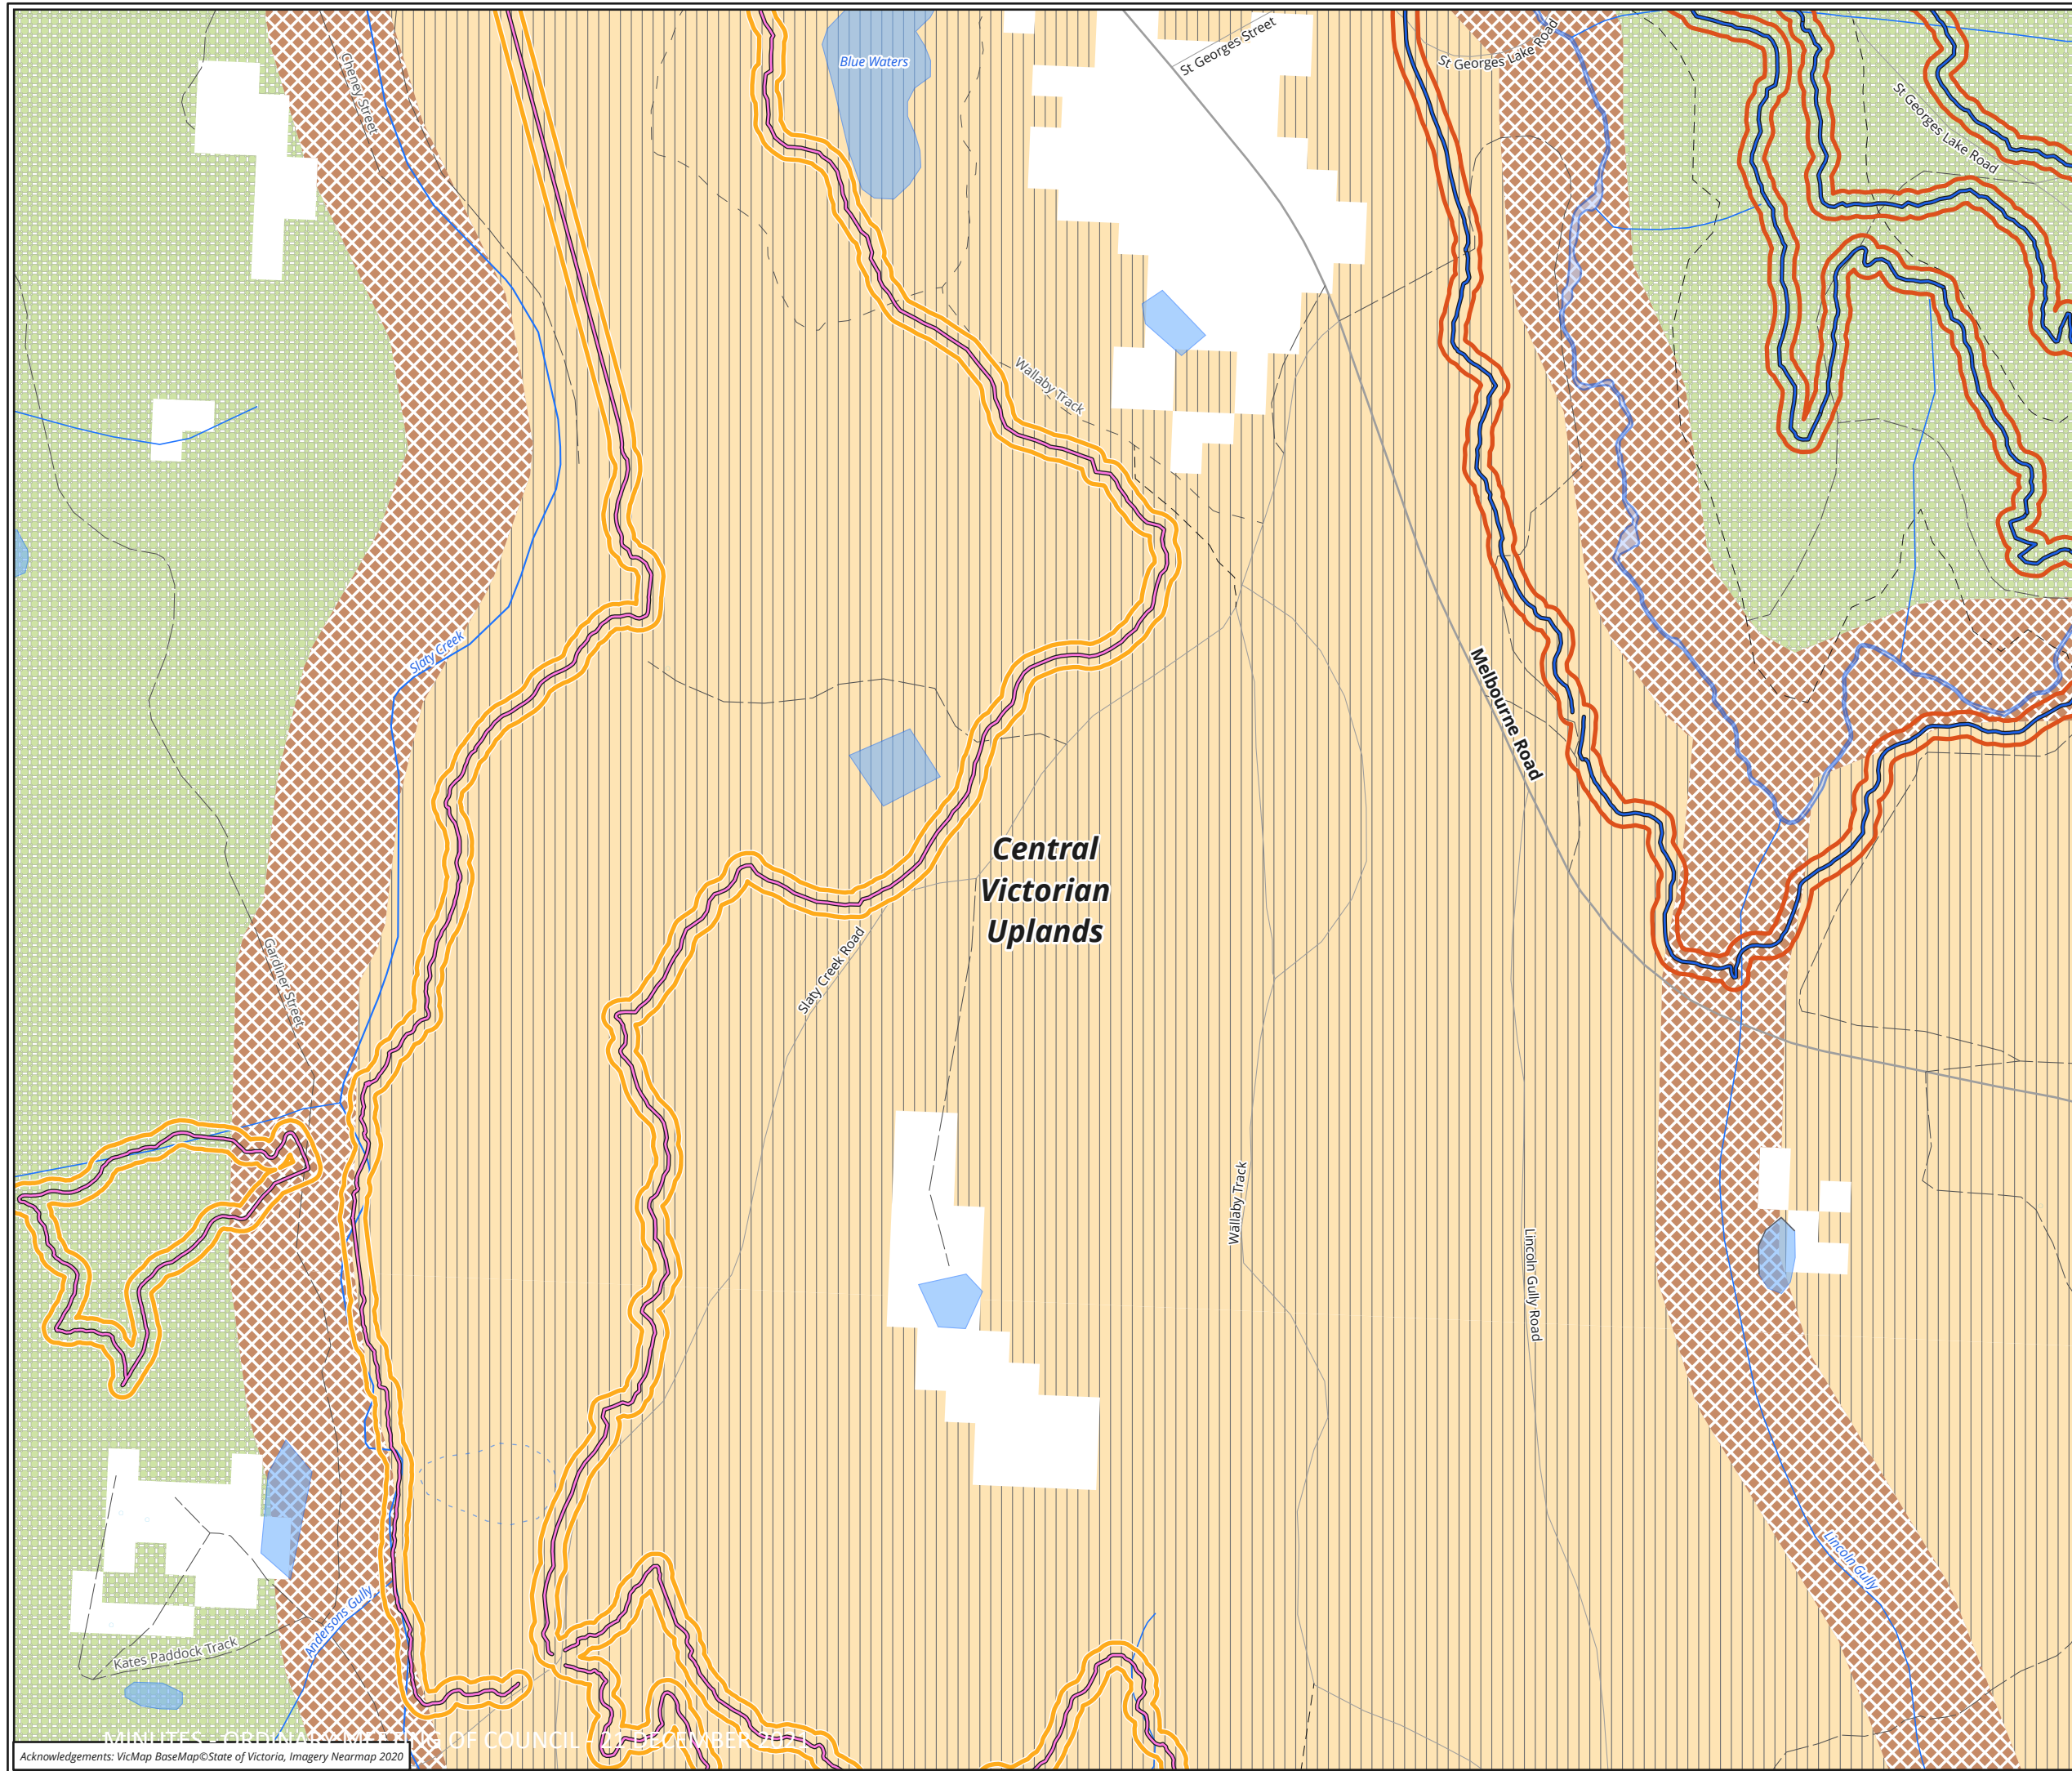 Cheney Street
Blue Waters
St Georges Street
St Georges Lake Road
St Georges Lake Road
Wallaby Track
Slaty Creek
Melbourne Road
Central
Victorian
Uplands
Gardiner Street
Slaty Creek Road
Wallaby Track
Lincoln Gully Road
Lincoln Gully
Andersons Gully
Kates Paddock Track
MINUTES - ORDINARY MEETING OF COUNCIL - 22 DECEMBER 2021
Acknowledgements: VicMap BaseMap©State of Victoria, Imagery Nearmap 2020